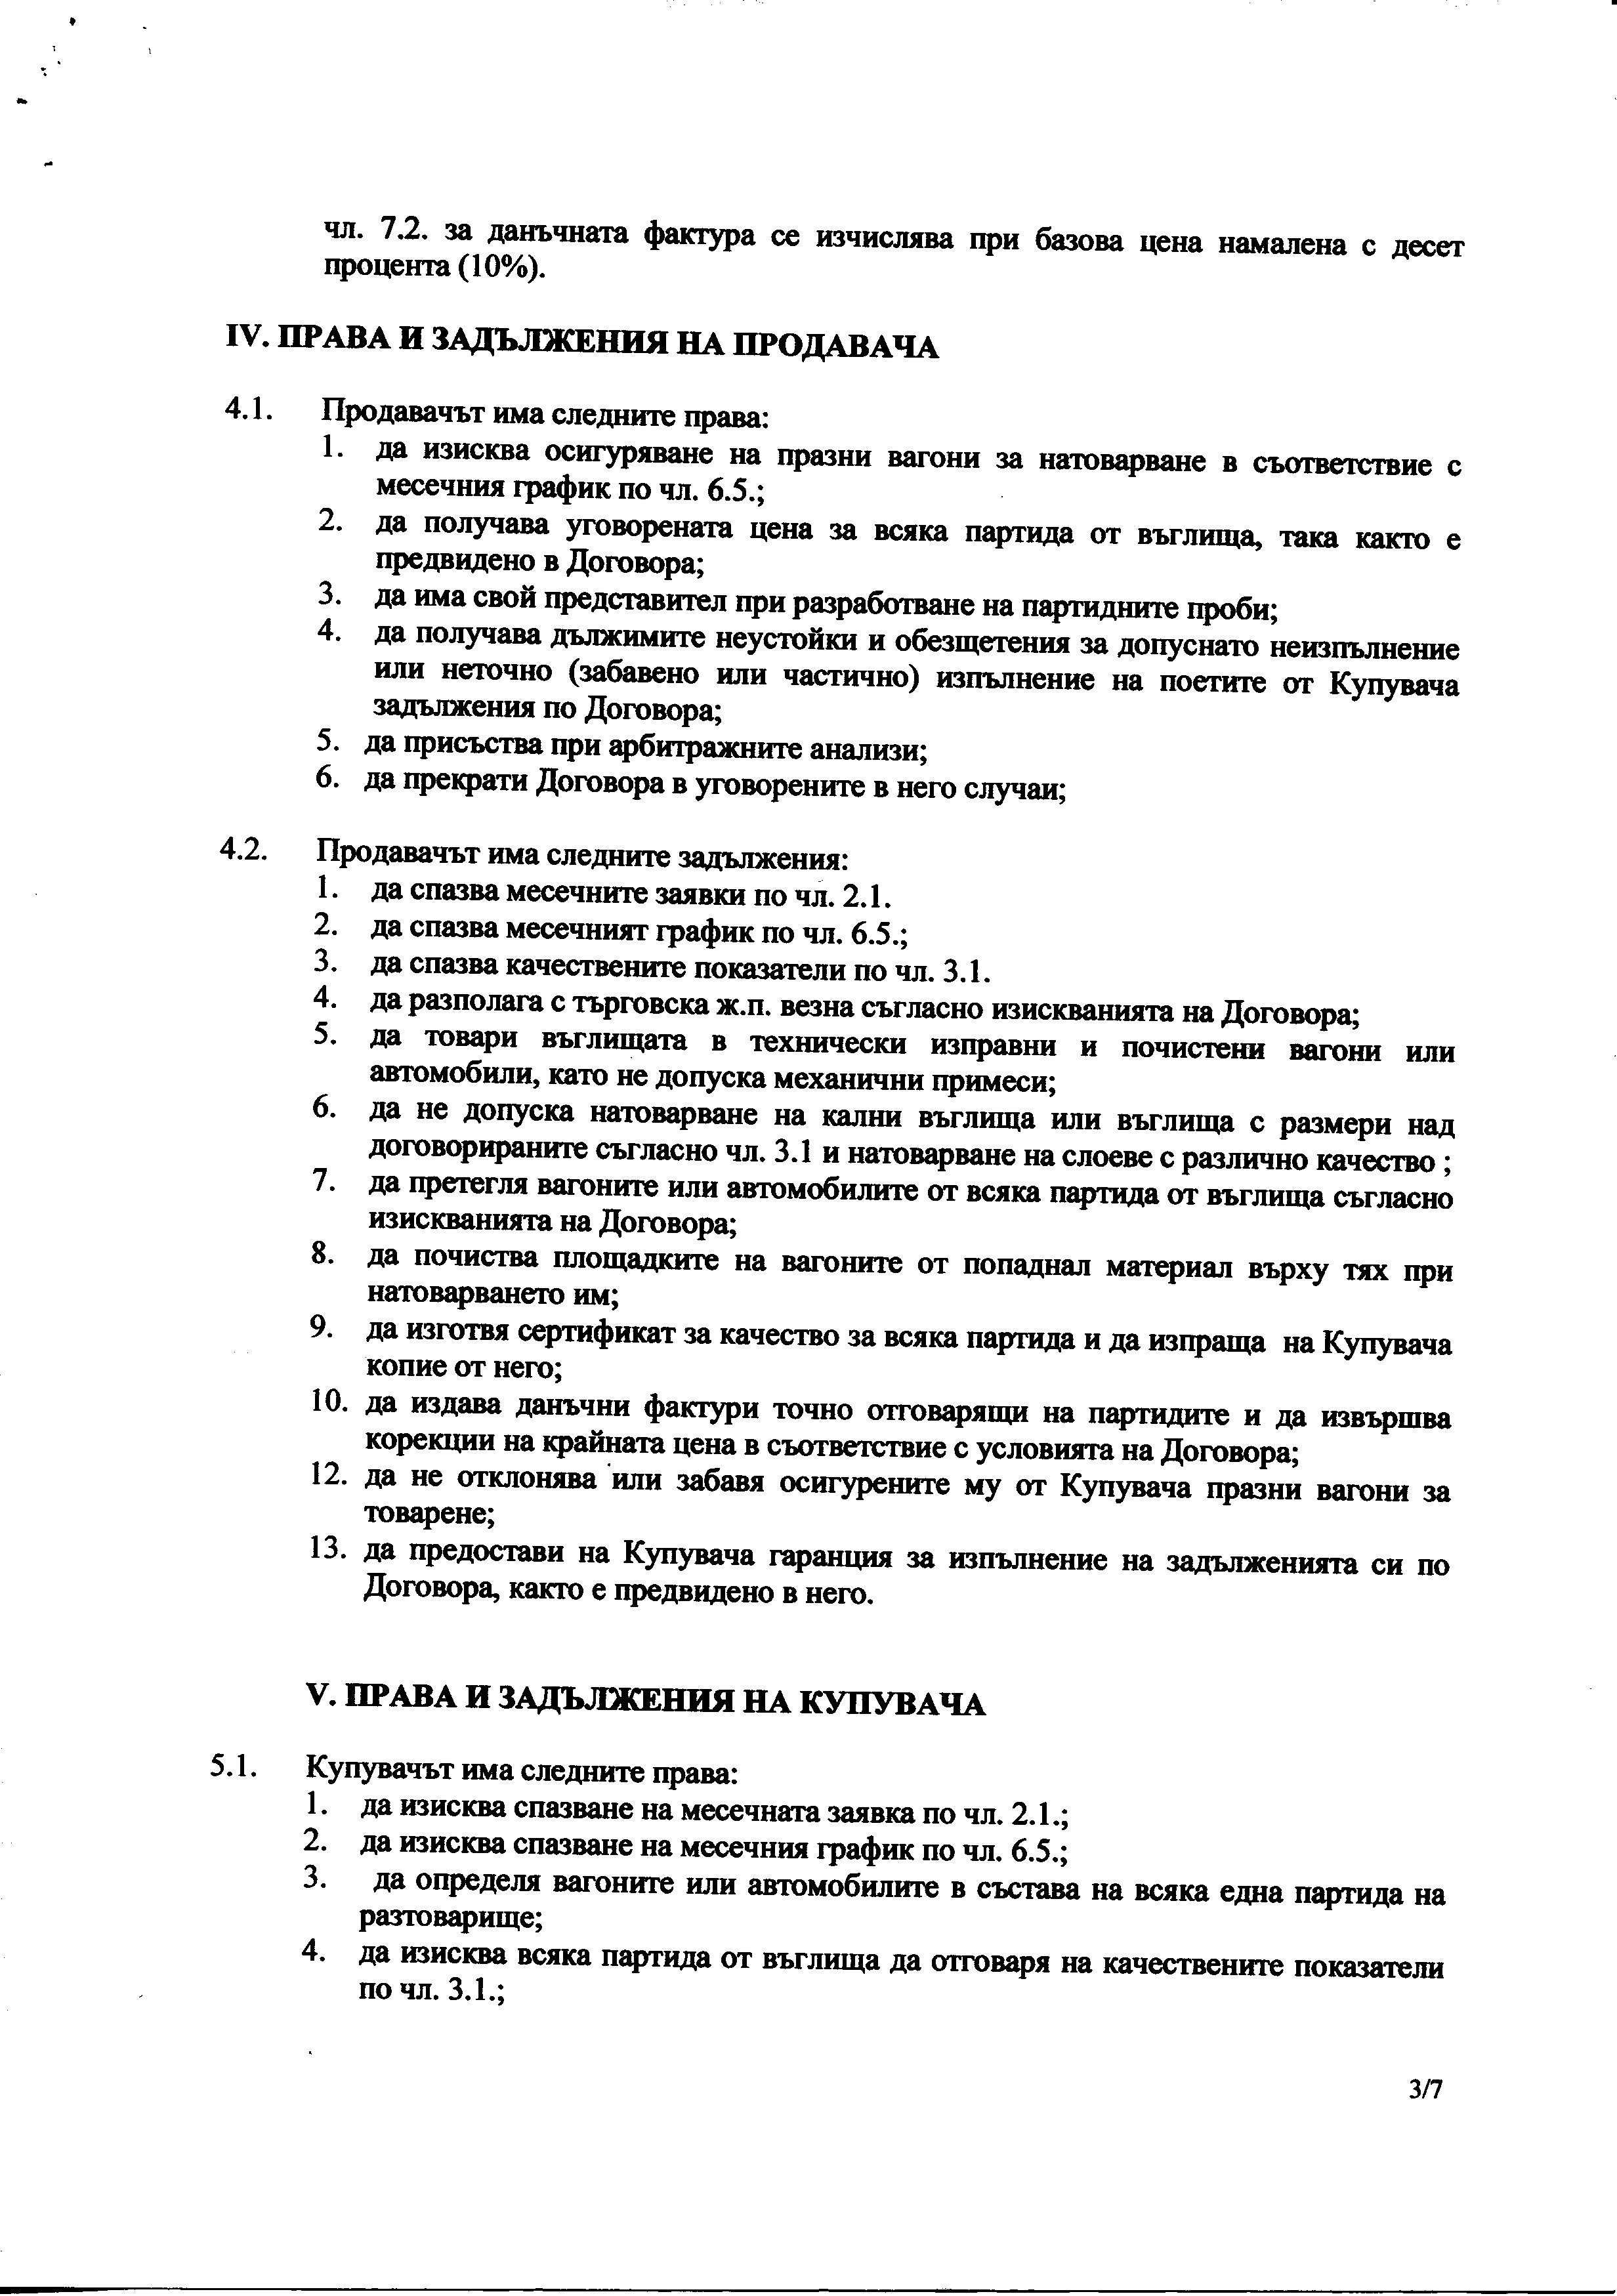 чл. 7.2. за данъчната фактура се изчислява при базова цена намалена с десет
процента (10%).
IV. ПРАВА И ЗАДЪЛЖЕНИЯ НА ПРОДАВАЧА
4.1. Продавачът има следните права:
1. да изисква осигуряване на празни вагони за натоварване в съответствие с
месечния график по чл. 6.5.;
2. да получава уговорената цена за всяка партида от въглища, така както е
предвидено в Договора;
3. да има свой представител при разработване на партидните проби;
4. да получава дължимите неустойки и обезщетения за допуснато неизпълнение
или неточно (забавено или частично) изпълнение на поетите от Купувача
задължения по Договора;
5. да присъства при арбитражните анализи;
6. да прекрати Договора в уговорените в него случаи;
4.2. Продавачът има следните задължения:
1. да спазва месечните заявки по чл. 2.1.
2. да спазва месечният график по чл. 6.5.;
3. да спазва качествените показатели по чл. 3.1.
4. да разполага с търговска ж.п. везна съгласно изискванията на Договора;
5. да товари въглищата в технически изправни и почистени вагони или
автомобили, като не допуска механични примеси;
6. да не допуска натоварване на кални въглища или въглища с размери над
договорираните съгласно чл. 3.1 и натоварване на слоеве с различно качество ;
7. да претегля вагоните или автомобилите от всяка партида от въглища съгласно
изискванията на Договора;
8. да почиства площадките на вагоните от попаднал материал върху тях при
натоварването им;
9. да изготвя сертификат за качество за всяка партида и да изпраща на Купувача
копие от него;
10. да издава данъчни фактури точно отговарящи на партидите и да извършва
корекции на крайната цена в съответствие с условията на Договора;
12. да не отклонява или забавя осигурените му от Купувача празни вагони за
товарене;
13. да предостави на Купувача гаранция за изпълнение на задълженията си по
Договора, както е предвидено в него.
V. ПРАВА И ЗАДЪЛЖЕНИЯ НА КУПУВАЧА
5.1. Купувачът има следните права:
1. да изисква спазване на месечната заявка по чл. 2.1.;
2. да изисква спазване на месечния график по чл. 6.5.;
3. да определя вагоните или автомобилите в състава на всяка една партида на
разтоварище;
4. да изисква всяка партида от въглища да отговаря на качествените показатели
по чл. 3.1.;
3/7